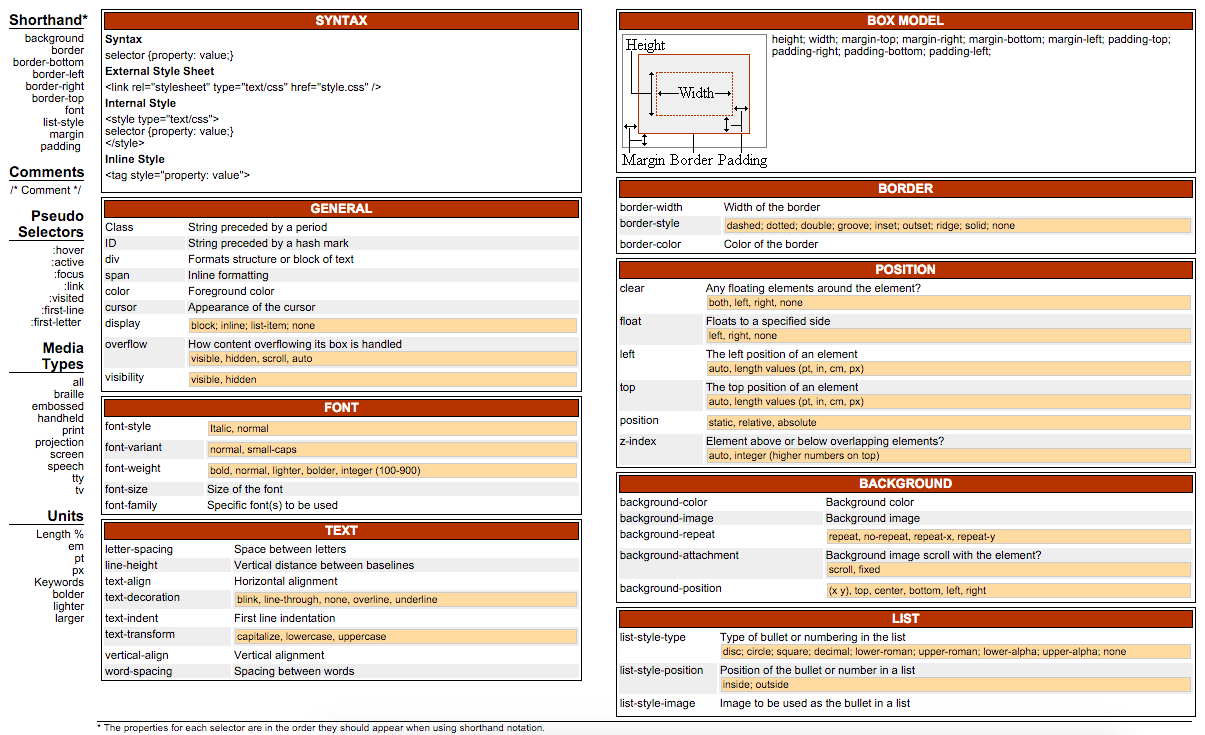 Shorthand*
background
border
border-bottom
border-left
border-right
border-top
font
list-style
margin
padding
Comments
/* Comment */
Pseudo
Selectors
:hover
:active
:focus
:link
:visited
:first-line
:first-letter
Media
Types
all
braille
embossed
handheld
print
projection
screen
speech
tty
tv
Units
Length %
em
pt
px
Keywords
bolder
lighter
larger
SYNTAX
Syntax
selector {property: value;}
External Style Sheet
<link rel="stylesheet" type="text/css" href="style.css" />
Internal Style
<style type="text/css">
selector {property: value;}
</style>
Inline Style
<tag style="property: value">
GENERAL
Class String preceded by a period
ID String preceded by a hash mark
div Formats structure or block of text
span Inline formatting
color Foreground color
cursor Appearance of the cursor
display block; inline; list-item; none
overflow How content overflowing its box is handled
visible, hidden, scroll, auto
visibility visible, hidden
FONT
font-style Italic, normal
font-variant normal, small-caps
font-weight bold, normal, lighter, bolder, integer (100-900)
font-size Size of the font
font-family Specific font(s) to be used
TEXT
letter-spacing Space between letters
line-height Vertical distance between baselines
text-align Horizontal alignment
text-decoration blink, line-through, none, overline, underline
text-indent First line indentation
text-transform capitalize, lowercase, uppercase
vertical-align Vertical alignment
word-spacing Spacing between words
BOX MODEL
Height
Width
Margin Border Padding
height; width; margin-top; margin-right; margin-bottom; margin-left; padding-top;
padding-right; padding-bottom; padding-left;
BORDER
border-width Width of the border
border-style dashed; dotted; double; groove; inset; outset; ridge; solid; none
border-color Color of the border
POSITION
clear Any floating elements around the element?
both, left, right, none
float Floats to a specified side
left, right, none
left The left position of an element
auto, length values (pt, in, cm, px)
top The top position of an element
auto, length values (pt, in, cm, px)
position static, relative, absolute
z-index Element above or below overlapping elements?
auto, integer (higher numbers on top)
BACKGROUND
background-color Background color
background-image Background image
background-repeat repeat, no-repeat, repeat-x, repeat-y
background-attachment Background image scroll with the element?
scroll, fixed
background-position (x y), top, center, bottom, left, right
LIST
list-style-type Type of bullet or numbering in the list
disc; circle; square; decimal; lower-roman; upper-roman; lower-alpha; upper-alpha; none
list-style-position Position of the bullet or number in a list
inside; outside
list-style-image Image to be used as the bullet in a list
* The properties for each selector are in the order they should appear when using shorthand notation.